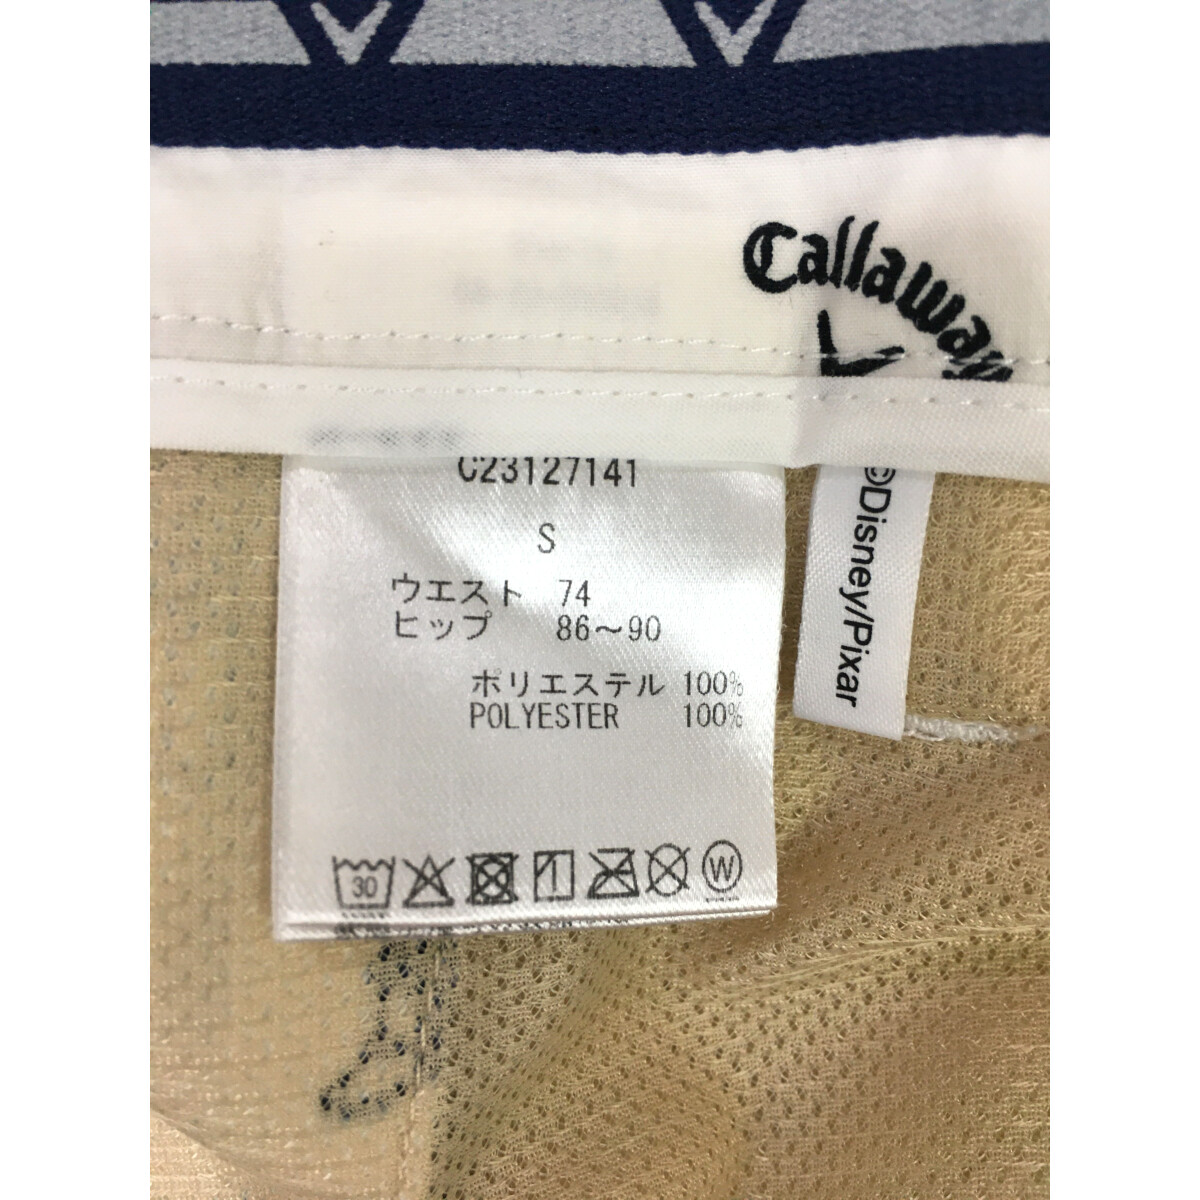 Callaway
C23127141
S
ウエスト 74
ヒップ 86～90
ポリエステル 100%
POLYESTER 100%
30
W
©Disney/Pixar